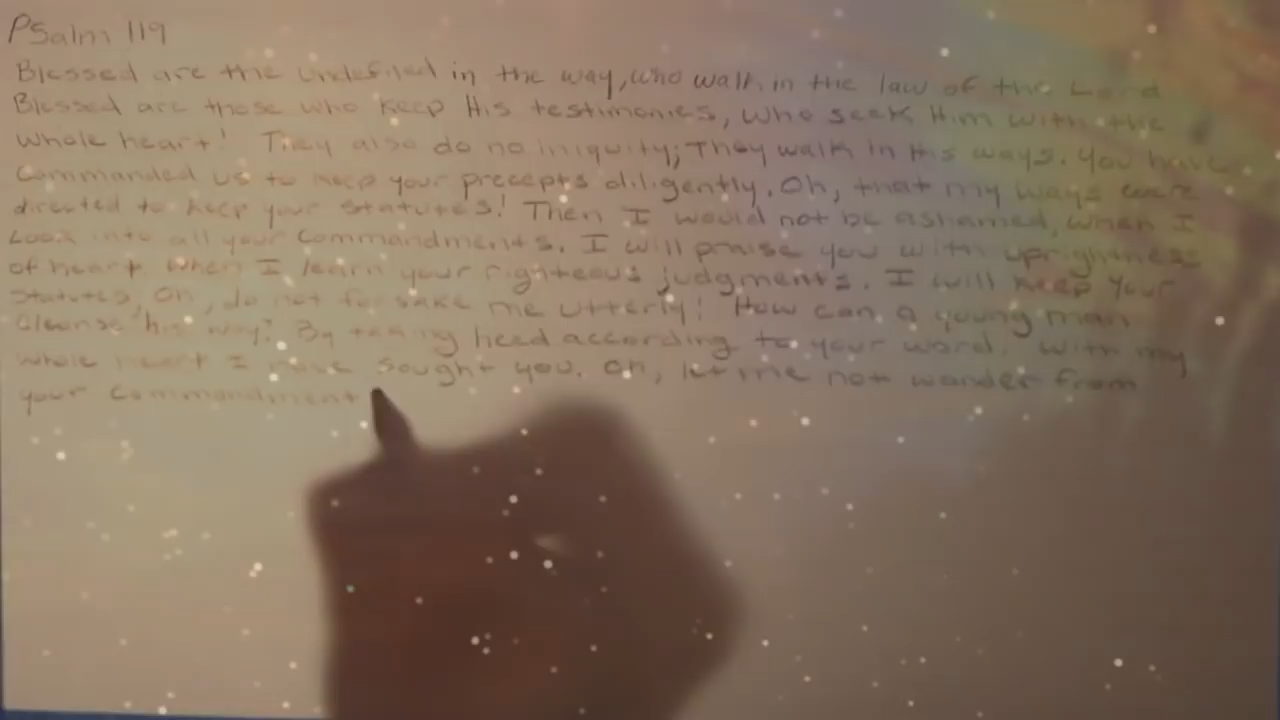 Psalm 119
Blessed are the undefiled in the way, who walk in the law of the Lord
Blessed are those who keep His testimonies, who seek Him with the
whole heart! They also do no iniquity; They walk in His ways. You have
commanded us to keep your precepts diligently. Oh, that my ways were
directed to keep your statutes! Then I would not be ashamed, when I
Look into all your commandments. I will praise you with uprightness
of heart when I learn your righteous judgments. I will keep your
statutes, Oh, do not forsake me utterly! How can a young man
cleanse his way? By taking heed according to your word. With my
whole heart I have sought you. Oh, let me not wander from
your commandment